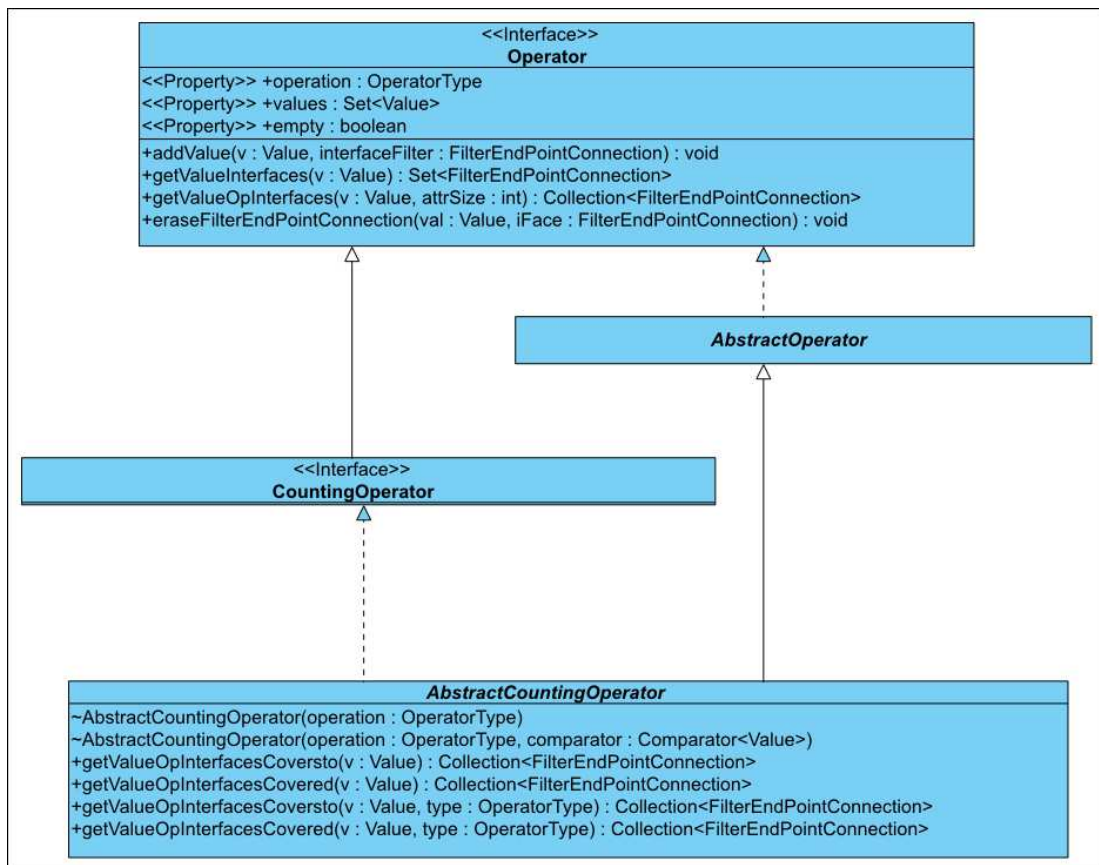 <<Interface>>
Operator
<<Property>> +operation : OperatorType
<<Property>> +values : Set<Value>
<<Property>> +empty : boolean
+addValue(v : Value, interfaceFilter : FilterEndPointConnection) : void
+getValueInterfaces(v : Value) : Set<FilterEndPointConnection>
+getValueOpInterfaces(v : Value, attrSize : int) : Collection<FilterEndPointConnection>
+eraseFilterEndPointConnection(val : Value, iFace : FilterEndPointConnection) : void
AbstractOperator
<<Interface>>
CountingOperator
AbstractCountingOperator
~AbstractCountingOperator(operation : OperatorType)
~AbstractCountingOperator(operation : OperatorType, comparator : Comparator<Value>)
+getValueOpInterfacesCoversto(v : Value) : Collection<FilterEndPointConnection>
+getValueOpInterfacesCovered(v : Value) : Collection<FilterEndPointConnection>
+getValueOpInterfacesCoversto(v : Value, type : OperatorType) : Collection<FilterEndPointConnection>
+getValueOpInterfacesCovered(v : Value, type : OperatorType) : Collection<FilterEndPointConnection>